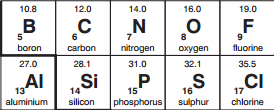 10.8 12.0 14.0 16.0 19.0
B C N O F
5 6 7 8 9
boron carbon nitrogen oxygen fluorine
27.0 28.1 31.0 32.1 35.5
Al Si P S Cl
13 14 15 16 17
aluminium silicon phosphorus sulphur chlorine